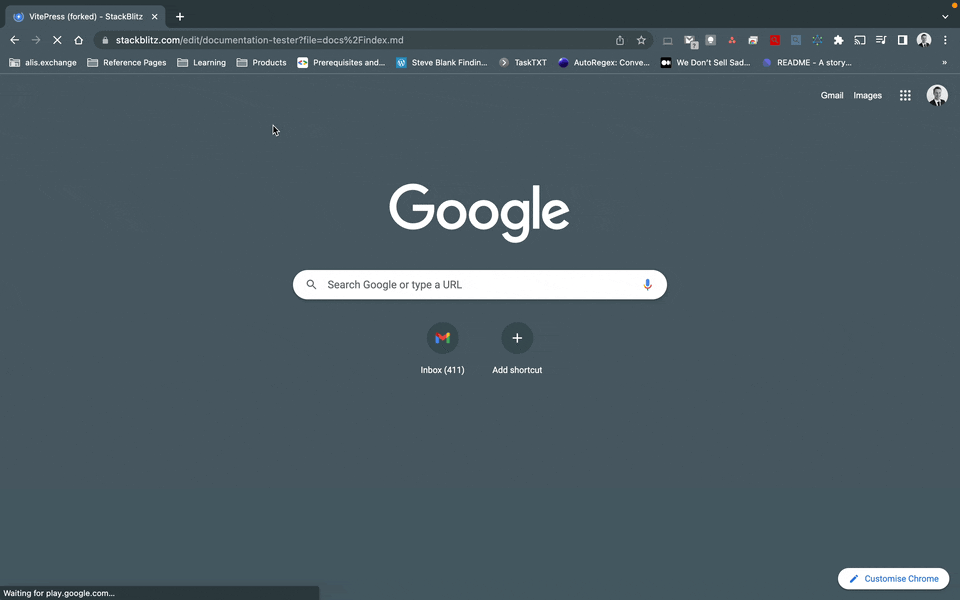 VitePress (forked) - StackBlitz
stackblitz.com/edit/documentation-tester?file=docs%2Findex.md
alis.exchange Reference Pages Learning Products Prerequisites and... Steve Blank Findin... TaskTXT AutoRegex: Conve... We Don't Sell Sad... README - A story... »
Gmail Images
Google
Search Google or type a URL
Inbox (411) Add shortcut
Customise Chrome
Waiting for play.google.com...